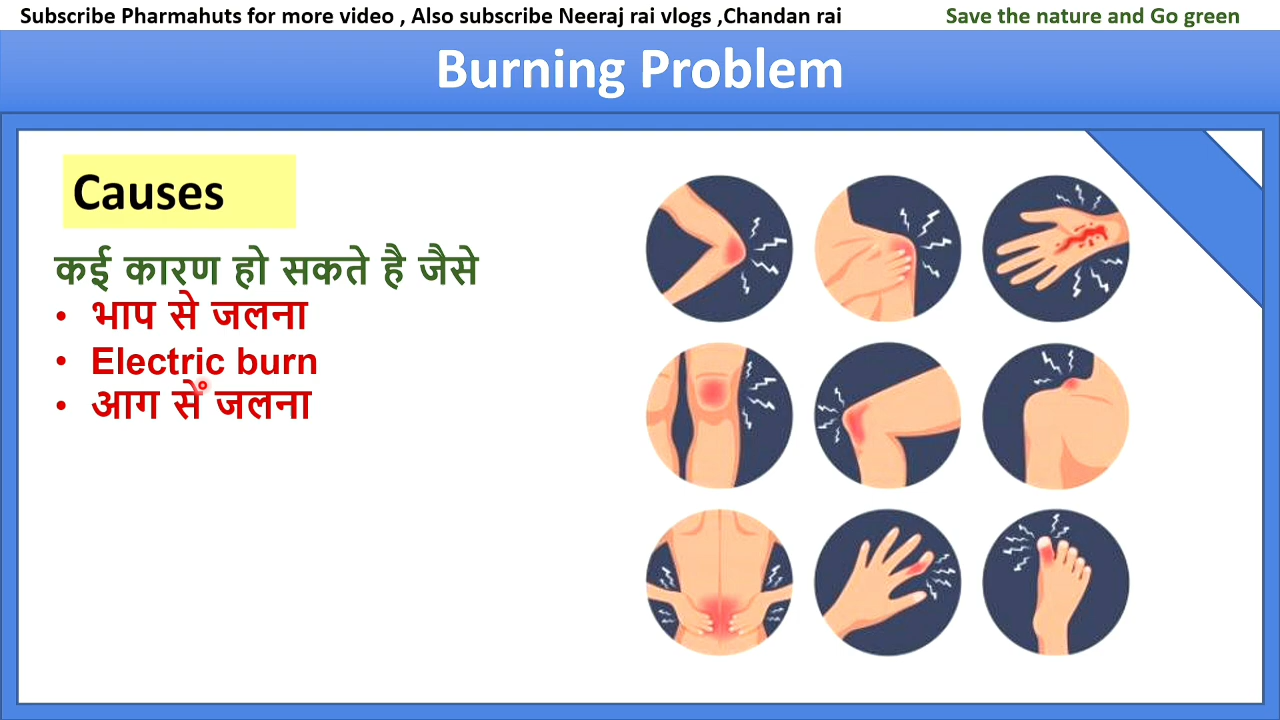 Subscribe Pharmahuts for more video , Also subscribe Neeraj rai vlogs ,Chandan rai
Save the nature and Go green
Burning Problem
Causes
कई कारण हो सकते है जैसे
• भाप से जलना
• Electric burn
• आग से जलना